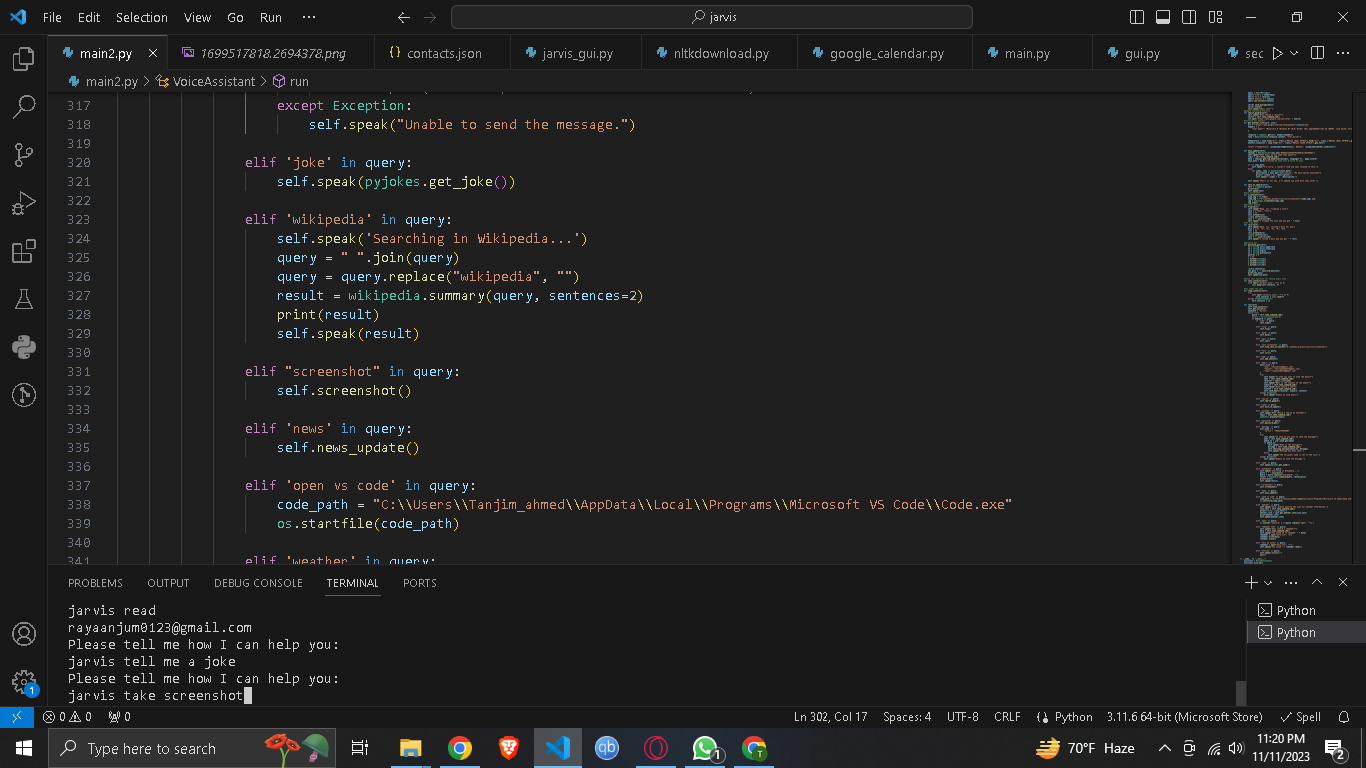 File Edit Selection View Go Run ··· jarvis
main2.py 1699517818.2694378.png contacts.json jarvis_gui.py nltkdownload.py google_calendar.py main.py gui.py sec
main2.py > VoiceAssistant > run
317 except Exception:
318 self.speak("Unable to send the message.")
319
320 elif 'joke' in query:
321 self.speak(pyjokes.get_joke())
322
323 elif 'wikipedia' in query:
324 self.speak('Searching in Wikipedia...')
325 query = " ".join(query)
326 query = query.replace("wikipedia", "")
327 result = wikipedia.summary(query, sentences=2)
328 print(result)
329 self.speak(result)
330
331 elif "screenshot" in query:
332 self.screenshot()
333
334 elif 'news' in query:
335 self.news_update()
336
337 elif 'open vs code' in query:
338 code_path = "C:\\Users\\Tanjim_ahmed\\AppData\\Local\\Programs\\Microsoft VS Code\\Code.exe"
339 os.startfile(code_path)
340
341 elif 'weather' in query:
PROBLEMS OUTPUT DEBUG CONSOLE TERMINAL PORTS
jarvis read
rayaanjum0123@gmail.com
Please tell me how I can help you:
jarvis tell me a joke
Please tell me how I can help you:
jarvis take screenshot
Python
Python
1
0 0 0 Ln 302, Col 17 Spaces: 4 UTF-8 CRLF Python 3.11.6 64-bit (Microsoft Store) Spell
Type here to search qb 1 T 70°F Haze 11:20 PM
11/11/2023 2